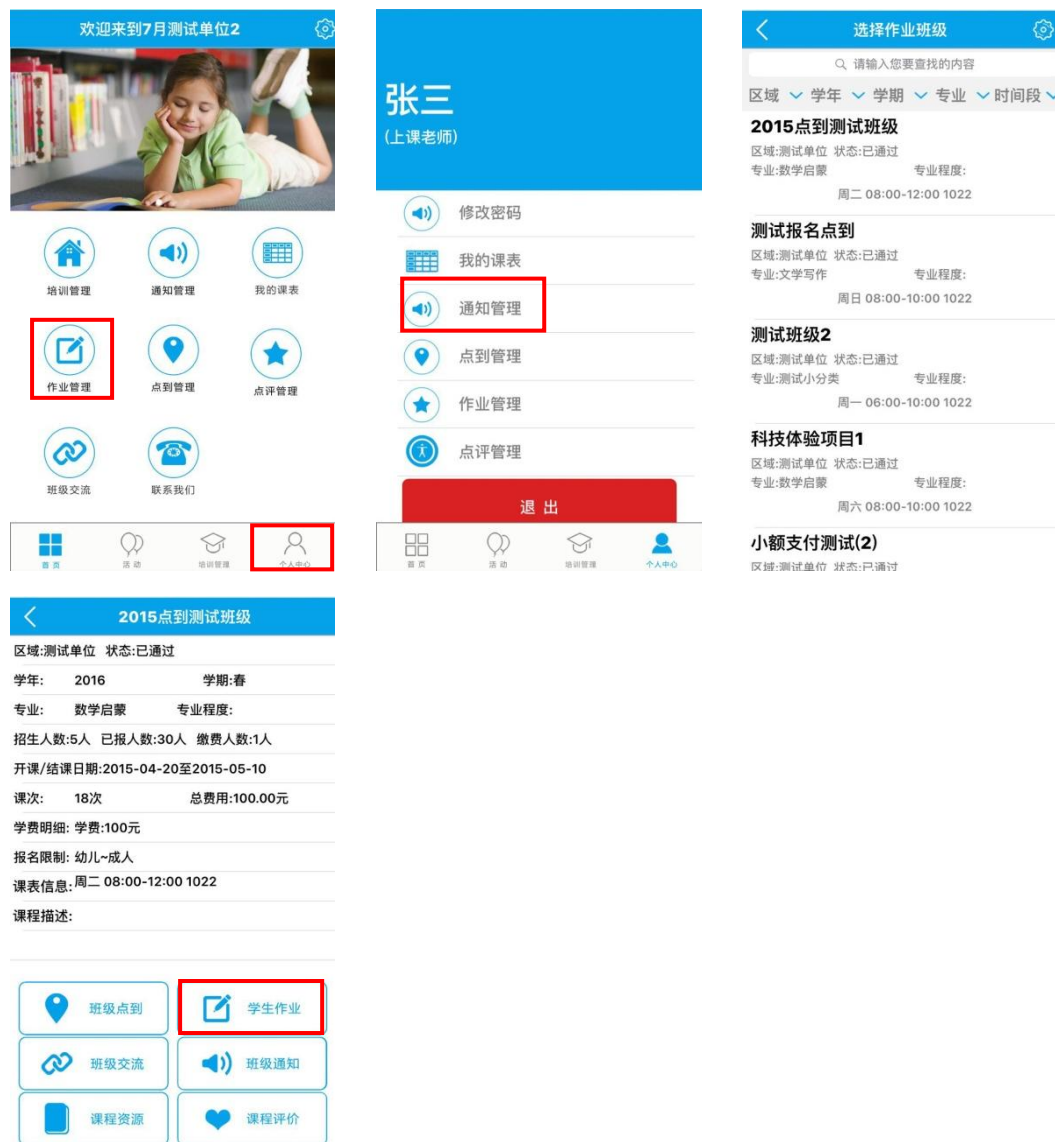 欢迎来到7月测试单位2
培训管理
通知管理
我的课表
作业管理
点到管理
点评管理
班级交流
联系我们
首 页
活 动
培训管理
个人中心
张三
(上课老师)
修改密码
我的课表
通知管理
点到管理
作业管理
点评管理
退 出
首 页
活 动
培训管理
个人中心
选择作业班级
请输入您要查找的内容
区域 学年 学期 专业 时间段
2015点到测试班级
区域:测试单位 状态:已通过
专业:数学启蒙 专业程度:
周二 08:00-12:00 1022
测试报名点到
区域:测试单位 状态:已通过
专业:文学写作 专业程度:
周日 08:00-10:00 1022
测试班级2
区域:测试单位 状态:已通过
专业:测试小分类 专业程度:
周一 06:00-10:00 1022
科技体验项目1
区域:测试单位 状态:已通过
专业:数学启蒙 专业程度:
周六 08:00-10:00 1022
小额支付测试(2)
区域:测试单位 状态:已通过
2015点到测试班级
区域:测试单位 状态:已通过
学年: 2016 学期:春
专业: 数学启蒙 专业程度:
招生人数:5人 已报人数:30人 缴费人数:1人
开课/结课日期:2015-04-20至2015-05-10
课次: 18次 总费用:100.00元
学费明细: 学费:100元
报名限制: 幼儿~成人
课表信息:周二 08:00-12:00 1022
课程描述:
班级点到
学生作业
班级交流
班级通知
课程资源
课程评价